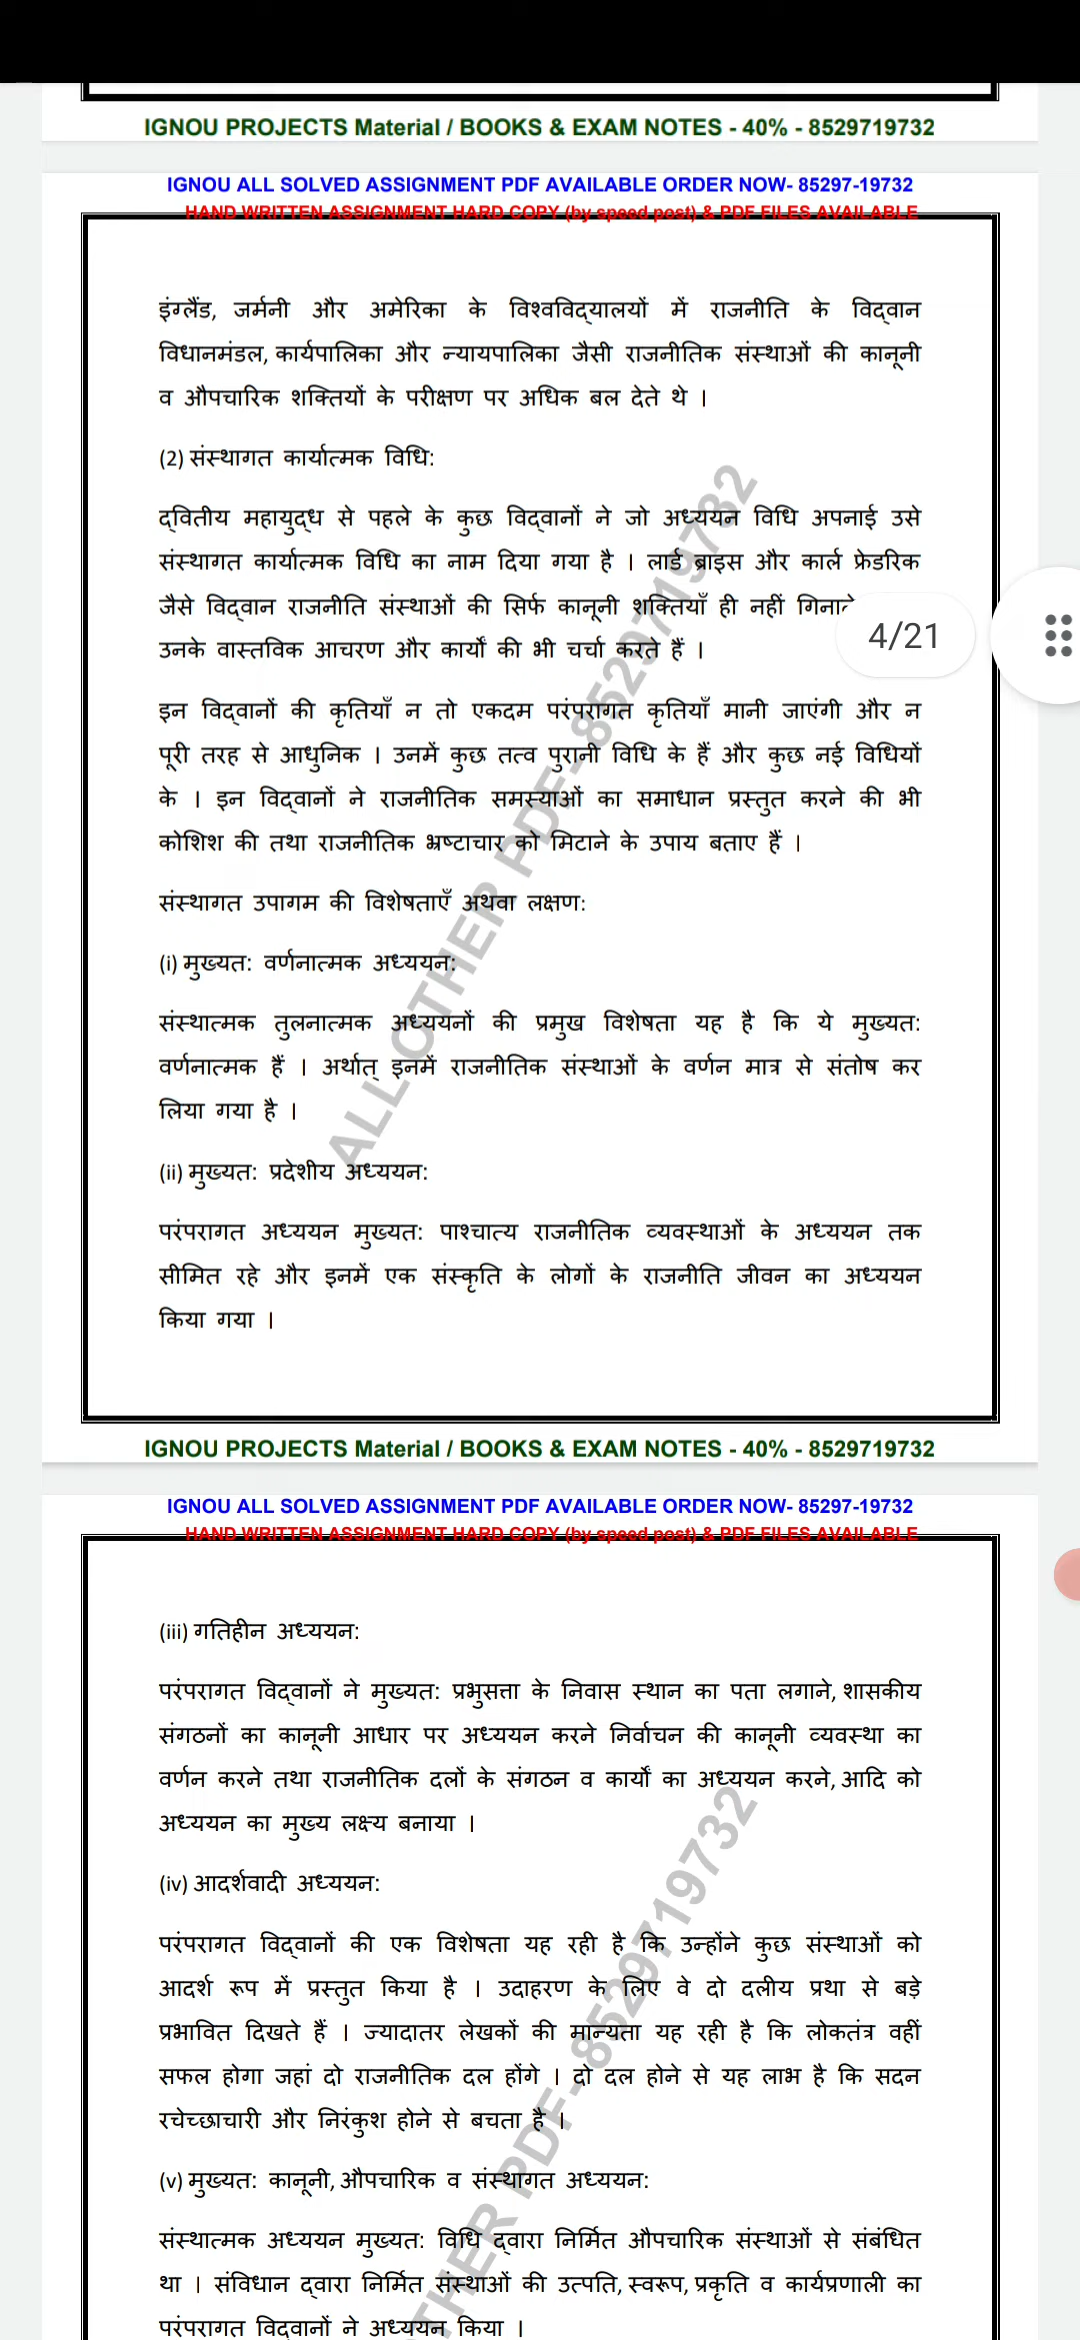 IGNOU PROJECTS Material / BOOKS & EXAM NOTES - 40% - 8529719732
IGNOU ALL SOLVED ASSIGNMENT PDF AVAILABLE ORDER NOW- 85297-19732
HAND WRITTEN ASSIGNMENT HARD COPY (by speed post) & PDF FILES AVAILABLE
इंग्लैंड, जर्मनी और अमेरिका के विश्वविद्यालयों में राजनीति के विद्वान
विधानमंडल, कार्यपालिका और न्यायपालिका जैसी राजनीतिक संस्थाओं की कानूनी
व औपचारिक शक्तियों के परीक्षण पर अधिक बल देते थे ।
(2) संस्थागत कार्यात्मक विधि:
द्वितीय महायुद्ध से पहले के कुछ विद्वानों ने जो अध्ययन विधि अपनाई उसे
संस्थागत कार्यात्मक विधि का नाम दिया गया है । लार्ड ब्राइस और कार्ल फ्रेडरिक
जैसे विद्वान राजनीति संस्थाओं की सिर्फ कानूनी शक्तियाँ ही नहीं
4/21
उनके वास्तविक आचरण और कार्यों की भी चर्चा करते हैं ।
इन विद्वानों की कृतियाँ न तो एकदम परंपरागत कृतियाँ मानी जाएंगी और न
पूरी तरह से आधुनिक । उनमें कुछ तत्व पुरानी विधि के हैं और कुछ नई विधियों
के । इन विद्वानों ने राजनीतिक समस्याओं का समाधान प्रस्तुत करने की भी
कोशिश की तथा राजनीतिक भ्रष्टाचार को मिटाने के उपाय बताए हैं ।
संस्थागत उपागम की विशेषताएँ अथवा लक्षण:
(i) मुख्यत: वर्णनात्मक अध्ययन:
संस्थात्मक तुलनात्मक अध्ययनों की प्रमुख विशेषता यह है कि ये मुख्यत:
वर्णनात्मक हैं । अर्थात् इनमें राजनीतिक संस्थाओं के वर्णन मात्र से संतोष कर
लिया गया है ।
(ii) मुख्यत: प्रदेशीय अध्ययन:
परंपरागत अध्ययन मुख्यत: पाश्चात्य राजनीतिक व्यवस्थाओं के अध्ययन तक
सीमित रहे और इनमें एक संस्कृति के लोगों के राजनीति जीवन का अध्ययन
किया गया ।
ALL OTHER PDF- 8529719732
IGNOU PROJECTS Material / BOOKS & EXAM NOTES - 40% - 8529719732
IGNOU ALL SOLVED ASSIGNMENT PDF AVAILABLE ORDER NOW- 85297-19732
HAND WRITTEN ASSIGNMENT HARD COPY (by speed post) & PDF FILES AVAILABLE
(iii) गतिहीन अध्ययन:
परंपरागत विद्वानों ने मुख्यत: प्रभुसत्ता के निवास स्थान का पता लगाने, शासकीय
संगठनों का कानूनी आधार पर अध्ययन करने निर्वाचन की कानूनी व्यवस्था का
वर्णन करने तथा राजनीतिक दलों के संगठन व कार्यों का अध्ययन करने, आदि को
अध्ययन का मुख्य लक्ष्य बनाया ।
(iv) आदर्शवादी अध्ययन:
परंपरागत विद्वानों की एक विशेषता यह रही है कि उन्होंने कुछ संस्थाओं को
आदर्श रूप में प्रस्तुत किया है । उदाहरण के लिए वे दो दलीय प्रथा से बड़े
प्रभावित दिखते हैं । ज्यादातर लेखकों की मान्यता यह रही है कि लोकतंत्र वहीं
सफल होगा जहां दो राजनीतिक दल होंगे । दो दल होने से यह लाभ है कि सदन
रचेच्छाचारी और निरंकुश होने से बचता है ।
(v) मुख्यत: कानूनी, औपचारिक व संस्थागत अध्ययन:
संस्थात्मक अध्ययन मुख्यत: विधि द्वारा निर्मित औपचारिक संस्थाओं से संबंधित
था । संविधान द्वारा निर्मित संस्थाओं की उत्पति, स्वरूप, प्रकृति व कार्यप्रणाली का
परंपरागत विद्वानों ने अध्ययन किया ।
THER PDF- 8529719732